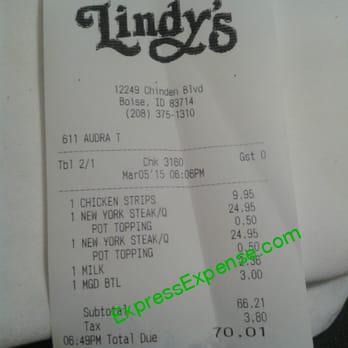 Lindy's
12249 Chinden Blvd
Boise, ID 83714
(208) 375-1310
611 AUDRA T
Tbl 2/1 Chk 3160 Gst 0
Mar05'15 06:06PM
1 CHICKEN STRIPS 9.95
1 NEW YORK STEAK/Q 24.95
POT TOPPING 0.50
1 NEW YORK STEAK/Q 24.95
POT TOPPING 0.50
1 MILK 2.36
1 MGD BTL 3.00
Subtotal 66.21
Tax 3.80
06:49PM Total Due 70.01
ExpressExpense.com